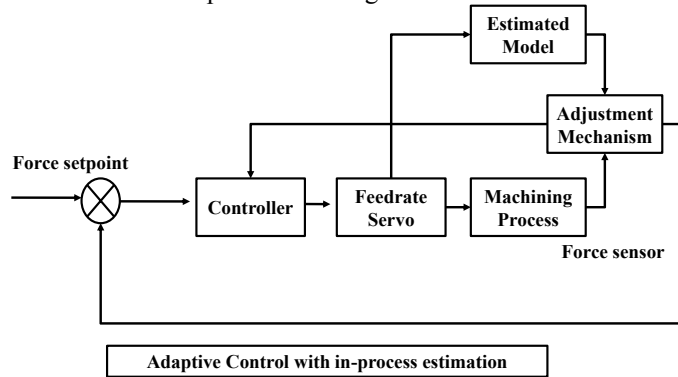 Estimated
Model
Adjustment
Mechanism
Force setpoint
Controller
Feedrate
Servo
Machining
Process
Force sensor
Adaptive Control with in-process estimation